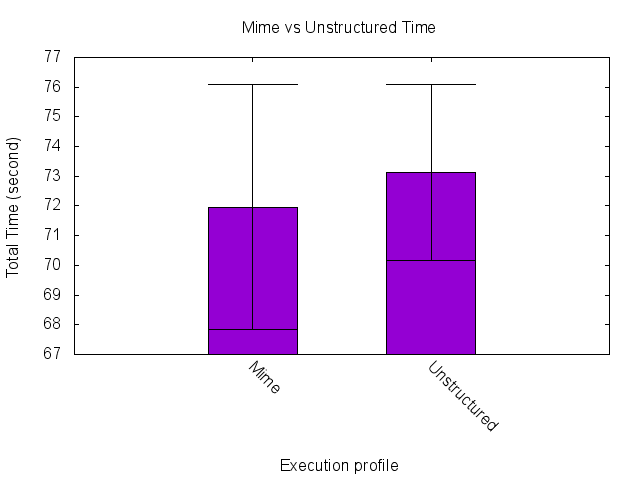 Mime vs Unstructured Time
77
76
75
74
73
72
71
70
69
68
67
Total Time (second)
Mime
Unstructured
Execution profile